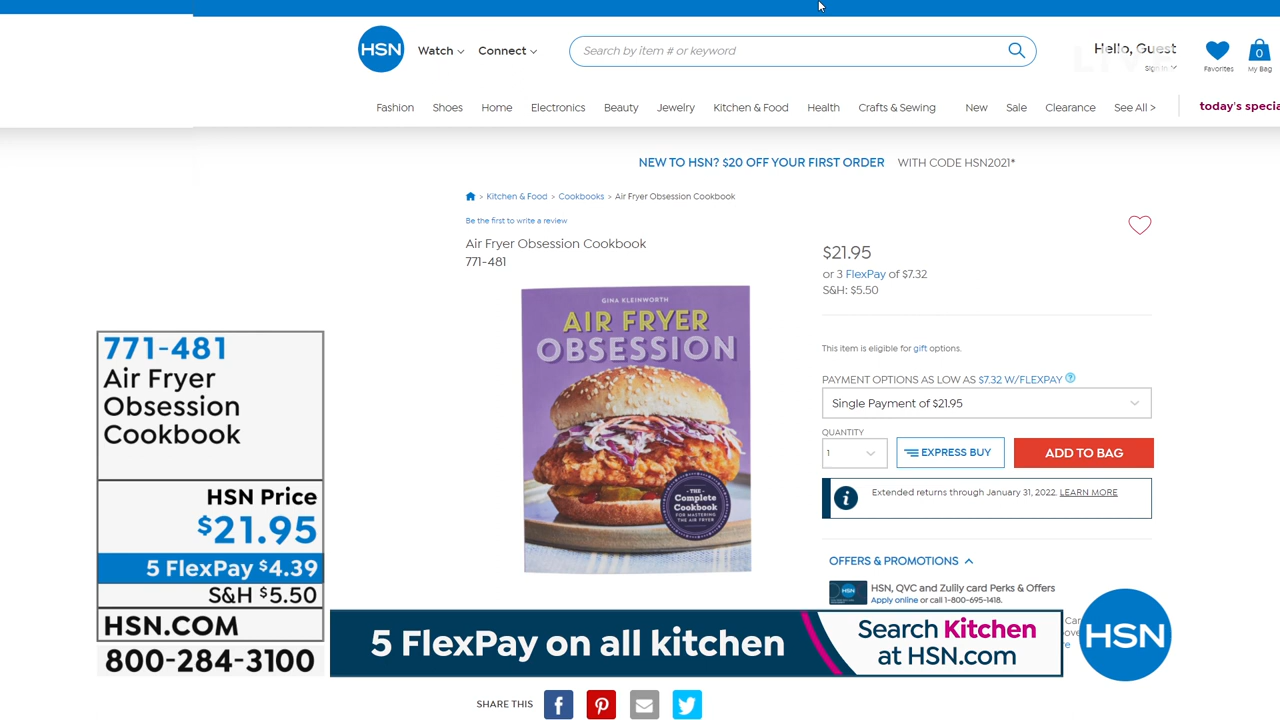 HSN
Watch
Connect
Search by item # or keyword
Hello, Guest
Sign In
Favorites
0
My Bag
Fashion
Shoes
Home
Electronics
Beauty
Jewelry
Kitchen & Food
Health
Crafts & Sewing
New
Sale
Clearance
See All >
today's specia
NEW TO HSN? $20 OFF YOUR FIRST ORDER WITH CODE HSN2021*
> Kitchen & Food > Cookbooks > Air Fryer Obsession Cookbook
Be the first to write a review
Air Fryer Obsession Cookbook
771-481
GINA KLEINWORTH
AIR FRYER
OBSESSION
THE
Complete
Cookbook
FOR MASTERING
THE AIR FRYER
$21.95
or 3 FlexPay of $7.32
S&H: $5.50
This item is eligible for gift options.
PAYMENT OPTIONS AS LOW AS $7.32 W/FLEXPAY ?
Single Payment of $21.95
QUANTITY
1
EXPRESS BUY
ADD TO BAG
Extended returns through January 31, 2022. LEARN MORE
OFFERS & PROMOTIONS
HSN, QVC and Zulily card Perks & Offers
Apply online or call 1-800-695-1418.
771-481
Air Fryer
Obsession
Cookbook
HSN Price
$21.95
5 FlexPay $4.39
S&H $5.50
HSN.COM
800-284-3100
5 FlexPay on all kitchen
Search Kitchen
at HSN.com
HSN
SHARE THIS